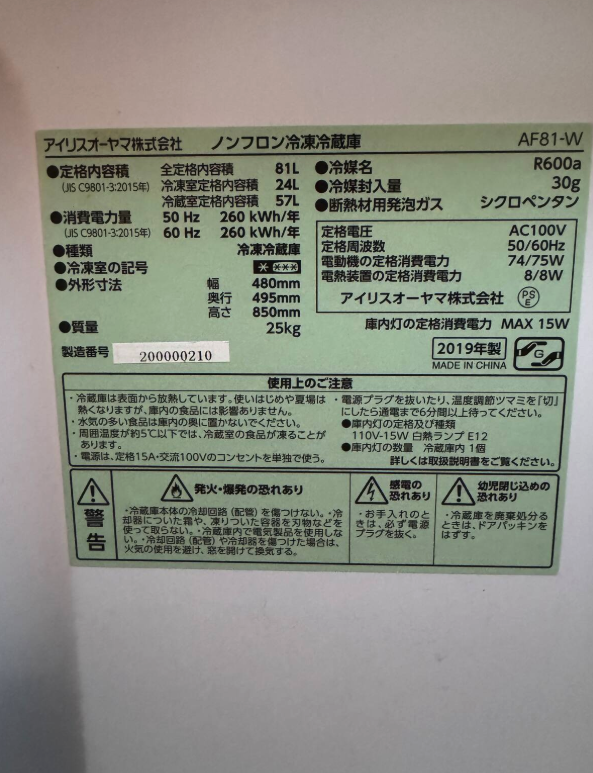 アイリスオーヤマ株式会社 ノンフロン冷凍冷蔵庫 AF81-W
●定格内容積 全定格内容積 81L
(JIS C9801-3:2015年) 冷凍室定格内容積 24L
冷蔵室定格内容積 57L
●消費電力量 50 Hz 260 kWh/年
(JIS C9801-3:2015年) 60 Hz 260 kWh/年
●種類 冷凍冷蔵庫
●冷凍室の記号 * ***
●外形寸法 幅 480mm
奥行 495mm
高さ 850mm
●質量 25kg
製造番号 200000210
●冷媒名 R600a
●冷媒封入量 30g
●断熱材用発泡ガス シクロペンタン
定格電圧 AC100V
定格周波数 50/60Hz
電動機の定格消費電力 74/75W
電熱装置の定格消費電力 8/8W
アイリスオーヤマ株式会社 PSE
庫内灯の定格消費電力 MAX 15W
2019年製 G
MADE IN CHINA
使用上のご注意
・冷蔵庫は表面から放熱しています。使いはじめや夏場は
熱くなりますが、庫内の食品には影響ありません。
・水気の多い食品は庫内の奥に置かないでください。
・周囲温度が約5℃以下では、冷蔵室の食品が凍ることが
あります。
・電源は、定格15A・交流100Vのコンセントを単独で使う。
・電源プラグを抜いたり、温度調節ツマミを「切」
にしたら通電まで6分間以上待ってください。
●庫内灯の定格及び種類
110V-15W 白熱ランプ E12
●庫内灯の数量 冷蔵庫内 1個
詳しくは取扱説明書をご覧ください。
警告
発火・爆発の恐れあり
・冷蔵庫本体の冷却回路(配管)を傷つけない。・冷
却器についた霜や、凍りついた容器を刃物などを
使って取らない。・冷蔵庫内で電気製品を使用しな
い。・冷却回路(配管)や冷却器を傷つけた場合は、
火気の使用を避け、窓を開けて換気する。
感電の
恐れあり
・お手入れのと
きは、必ず電源
プラグを抜く。
幼児閉じ込めの
恐れあり
・冷蔵庫を廃棄処分す
るときは、ドアパッキンを
はずす。